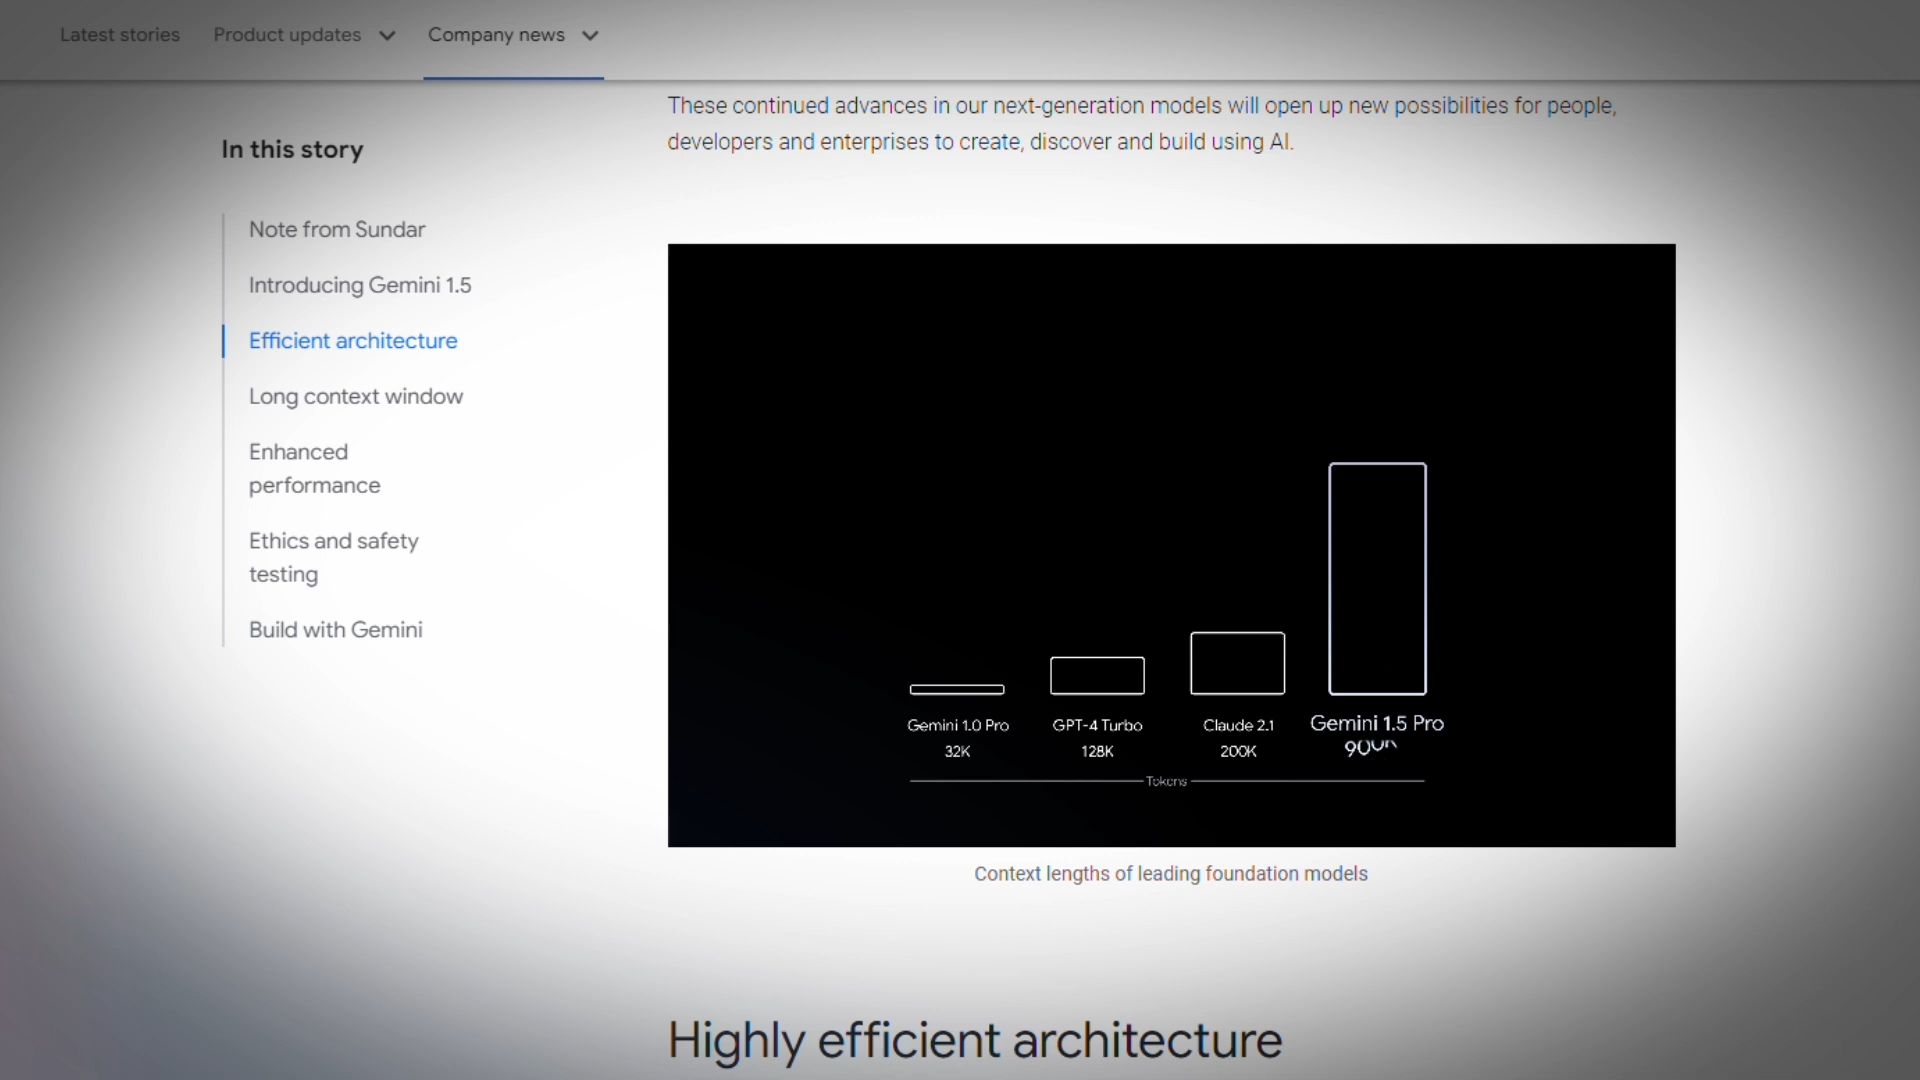 Latest stories Product updates Company news
These continued advances in our next-generation models will open up new possibilities for people,
developers and enterprises to create, discover and build using AI.
In this story
Note from Sundar
Introducing Gemini 1.5
Efficient architecture
Long context window
Enhanced
performance
Ethics and safety
testing
Build with Gemini
Gemini 1.0 Pro GPT-4 Turbo Claude 2.1 Gemini 1.5 Pro
32K 128K 200K
Tokens
Context lengths of leading foundation models
Highly efficient architecture